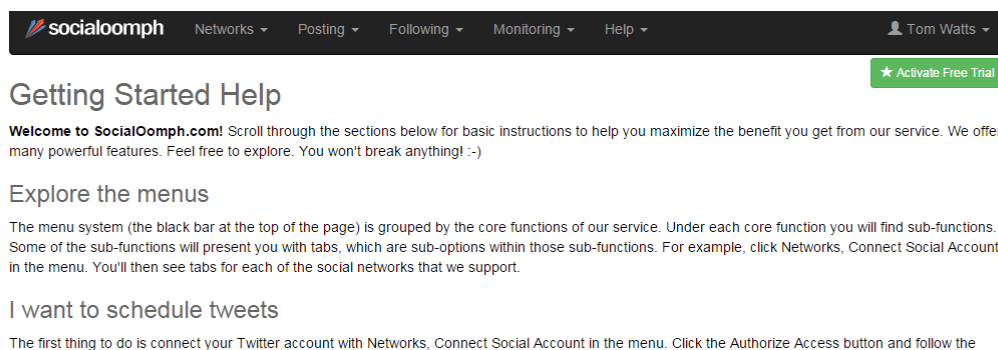 socialoomph Networks Posting Following Monitoring Help Tom Watts
Activate Free Trial
Getting Started Help
Welcome to SocialOomph.com! Scroll through the sections below for basic instructions to help you maximize the benefit you get from our service. We offer
many powerful features. Feel free to explore. You won't break anything! :-)
Explore the menus
The menu system (the black bar at the top of the page) is grouped by the core functions of our service. Under each core function you will find sub-functions.
Some of the sub-functions will present you with tabs, which are sub-options within those sub-functions. For example, click Networks, Connect Social Account
in the menu. You'll then see tabs for each of the social networks that we support.
I want to schedule tweets
The first thing to do is connect your Twitter account with Networks, Connect Social Account in the menu. Click the Authorize Access button and follow the